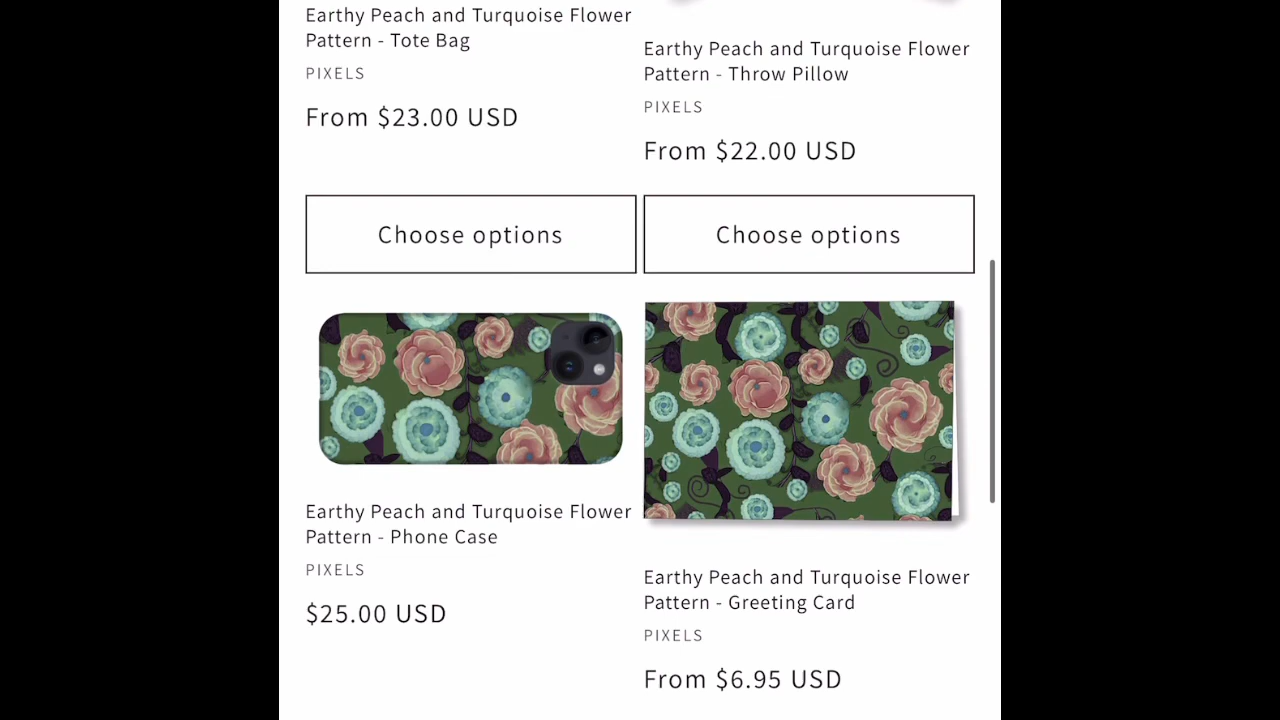 Earthy Peach and Turquoise Flower
Pattern - Tote Bag
PIXELS
From $23.00 USD
Choose options
Earthy Peach and Turquoise Flower
Pattern - Throw Pillow
PIXELS
From $22.00 USD
Choose options
Earthy Peach and Turquoise Flower
Pattern - Phone Case
PIXELS
$25.00 USD
Earthy Peach and Turquoise Flower
Pattern - Greeting Card
PIXELS
From $6.95 USD